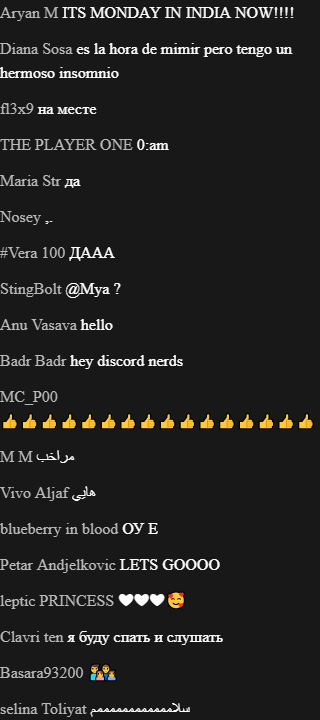 Aryan M ITS MONDAY IN INDIA NOW!!!!
Diana Sosa es la hora de mimir pero tengo un
hermoso insomnio
fl3x9 на месте
THE PLAYER ONE 0:am
Maria Str да
Nosey ,.
#Vera 100 ДААА
StingBolt @Mya ?
Anu Vasava hello
Badr Badr hey discord nerds
MC_P00
👍👍👍👍👍👍👍👍👍👍👍👍👍👍👍👍
M M مراخب
Vivo Aljaf هايي
blueberry in blood ОУ Е
Petar Andjelkovic LETS GOOOO
leptic PRINCESS 🤍🤍🤍🥰
Clavri ten я буду спать и слушать
Basara93200 👩‍❤️‍👨👨‍👩‍👦
selina Toliyat سلاممممممممممممم